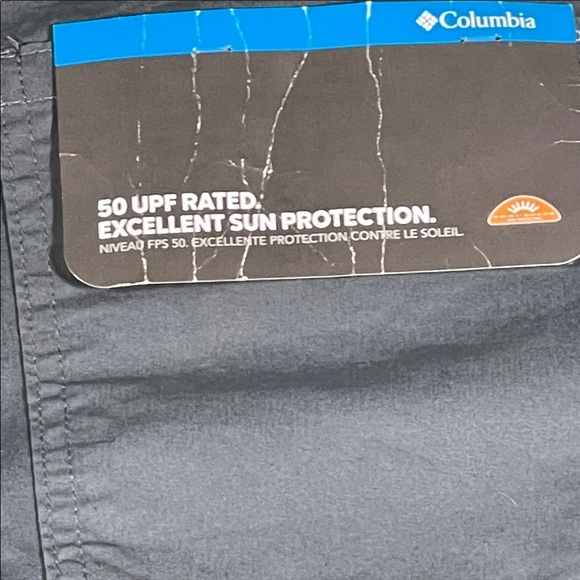 Columbia
50 UPF RATED.
EXCELLENT SUN PROTECTION.
NIVEAU FPS 50. EXCELLENTE PROTECTION CONTRE LE SOLEIL.